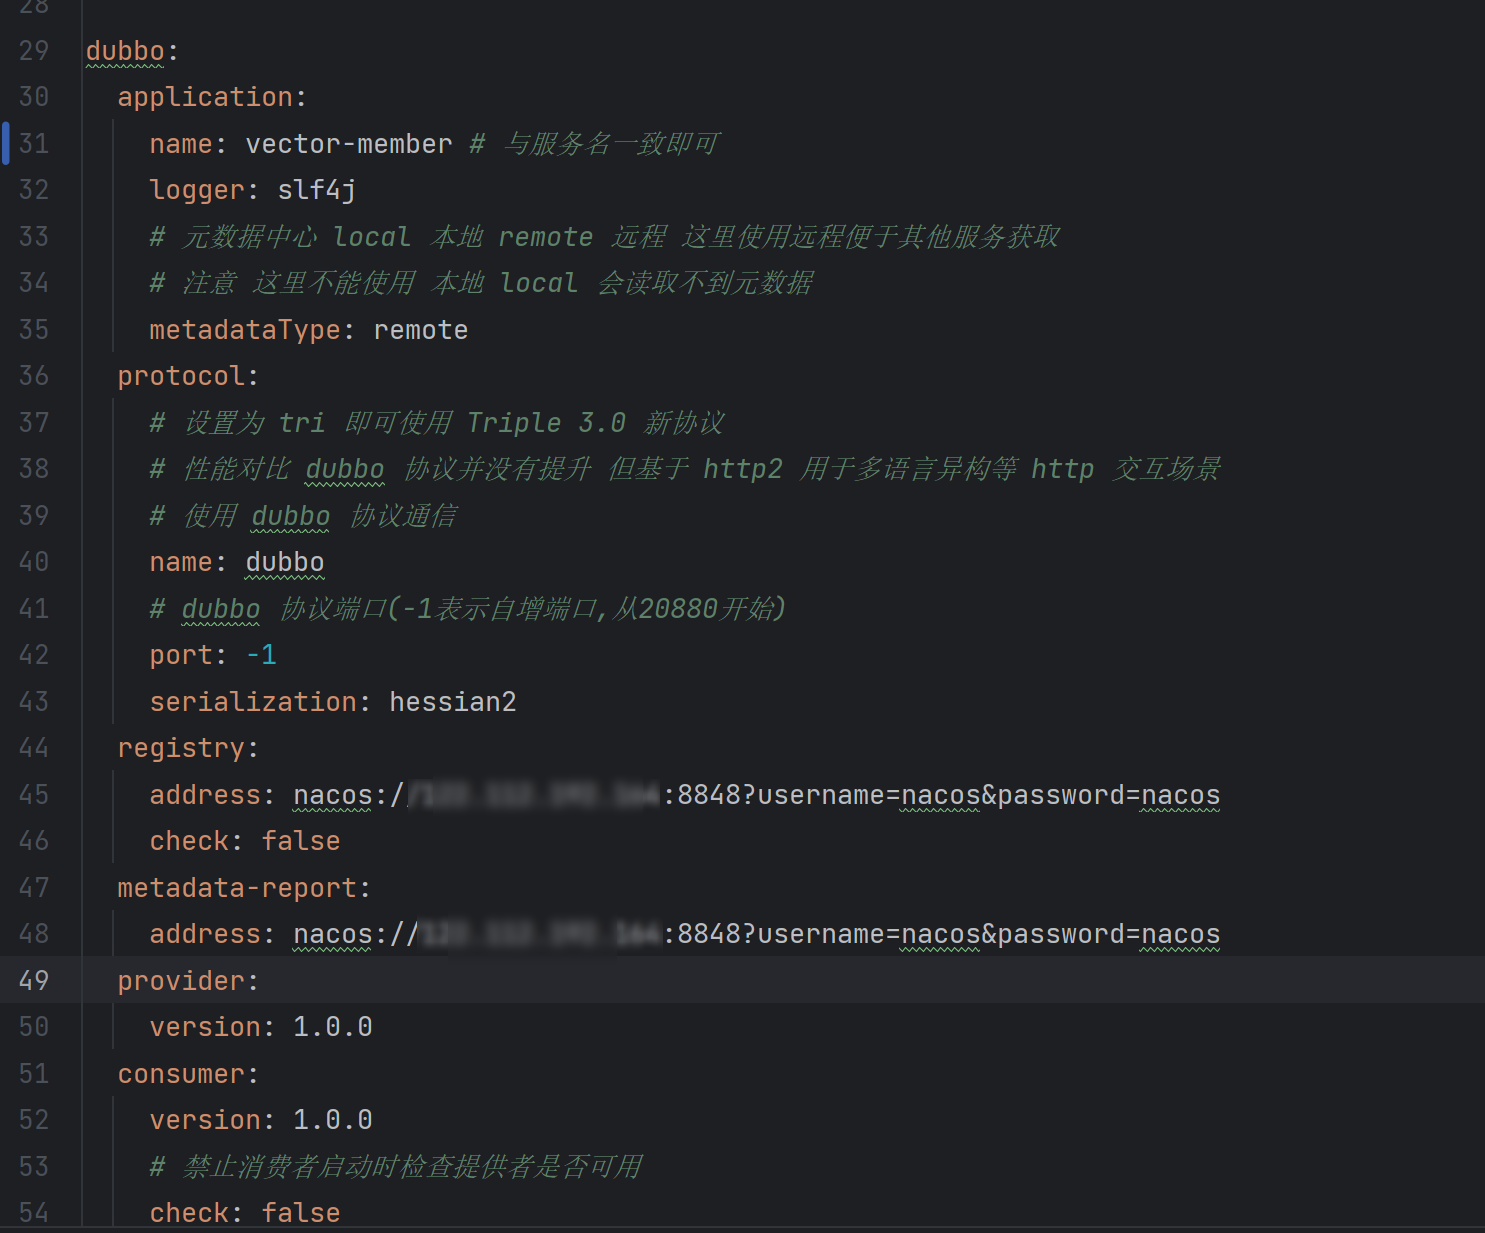 28
29 dubbo:
30 application:
31 name: vector-member # 与服务名一致即可
32 logger: slf4j
33 # 元数据中心 local 本地 remote 远程 这里使用远程便于其他服务获取
34 # 注意 这里不能使用 本地 local 会读取不到元数据
35 metadataType: remote
36 protocol:
37 # 设置为 tri 即可使用 Triple 3.0 新协议
38 # 性能对比 dubbo 协议并没有提升 但基于 http2 用于多语言异构等 http 交互场景
39 # 使用 dubbo 协议通信
40 name: dubbo
41 # dubbo 协议端口(-1表示自增端口,从20880开始)
42 port: -1
43 serialization: hessian2
44 registry:
45 address: nacos:// :8848?username=nacos&password=nacos
46 check: false
47 metadata-report:
48 address: nacos:// :8848?username=nacos&password=nacos
49 provider:
50 version: 1.0.0
51 consumer:
52 version: 1.0.0
53 # 禁止消费者启动时检查提供者是否可用
54 check: false